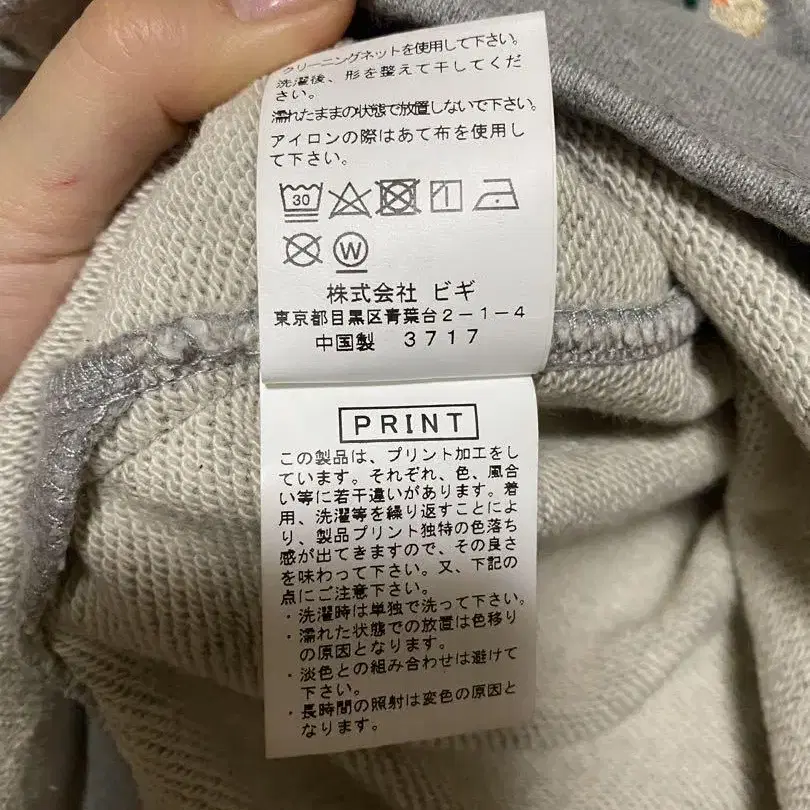 クリーニングネットを使用して下さい。
洗濯後、形を整えて干してくだ
さい。
濡れたままの状態で放置しないで下さい。
アイロンの際はあて布を使用し
て下さい。
30
W
株式会社 ビギ
東京都目黒区青葉台2-1-4
中国製 3717
PRINT
この製品は、プリント加工をし
ています。それぞれ、色、風合
い等に若干違いがあります。着
用、洗濯等を繰り返すことによ
り、製品プリント独特の色落ち
感が出てきますので、その良さ
を味わって下さい。又、下記の
点にご注意下さい。
・洗濯時は単独で洗って下さい。
・濡れた状態での放置は色移り
の原因となります。
・淡色との組み合わせは避けて
下さい。
・長時間の照射は変色の原因と
なります。